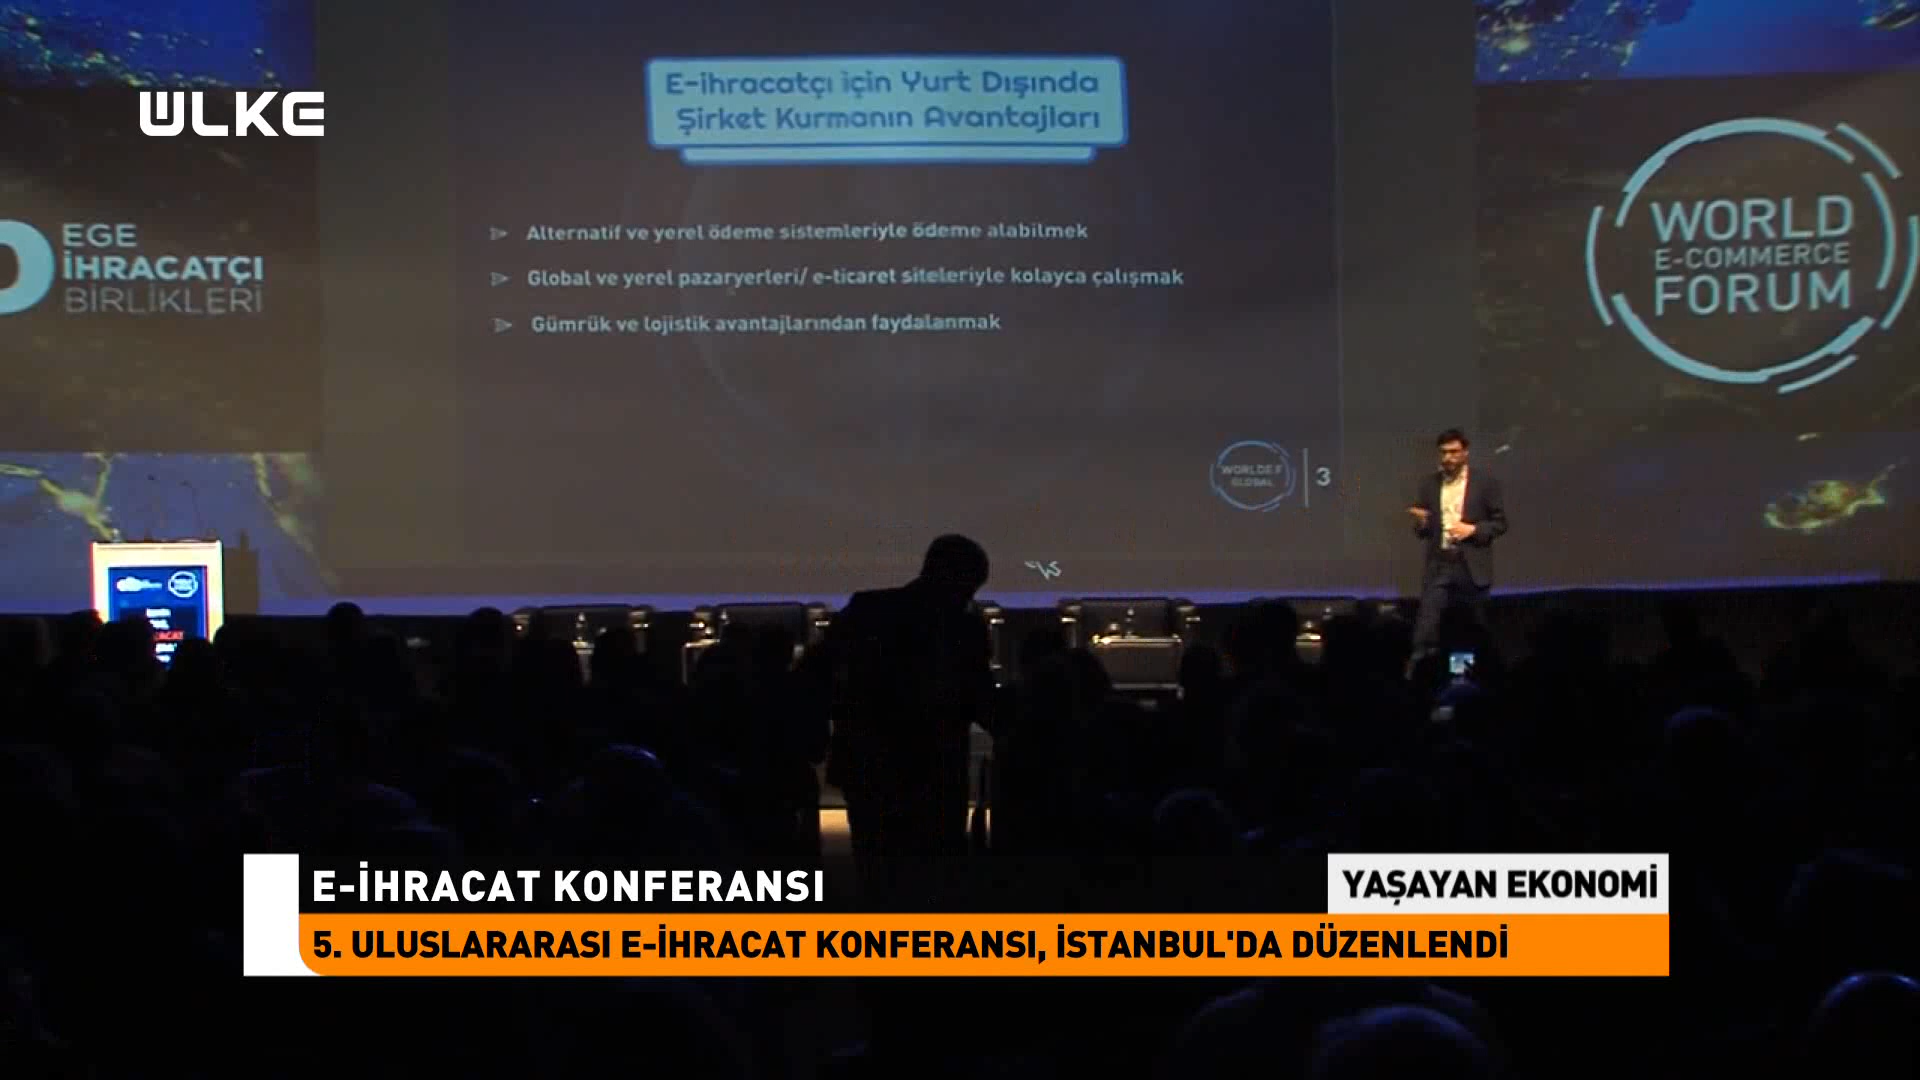 E-ihracatçı için Yurt Dışında
Şirket Kurmanın Avantajları
ÜLKE
EGE
İHRACATÇI
BİRLİKLERİ
WORLD
E-COMMERCE
FORUM
Alternatif ve yerel ödeme sistemleriyle ödeme alabilmek
Global ve yerel pazaryerleri/ e-ticaret siteleriyle kolayca çalışmak
Gümrük ve lojistik avantajlarından faydalanmak
WORLDEF
GLOBAL
3
E-İHRACAT KONFERANSI
YAŞAYAN EKONOMİ
5. ULUSLARARASI E-İHRACAT KONFERANSI, İSTANBUL'DA DÜZENLENDİ